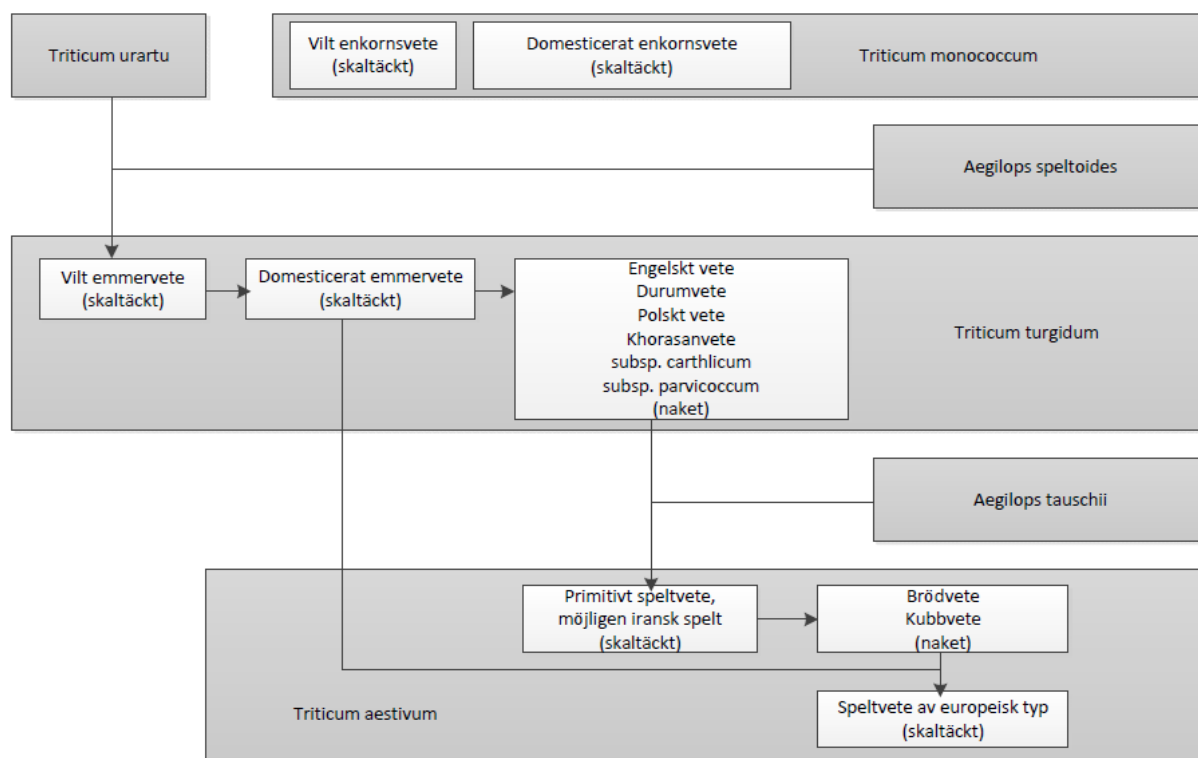 Triticum urartu
Vilt enkornsvete
(skaltäckt)
Domesticerat enkornsvete
(skaltäckt)
Triticum monococcum
Aegilops speltoides
Vilt emmervete
(skaltäckt)
Domesticerat emmervete
(skaltäckt)
Engelskt vete
Durumvete
Polskt vete
Khorasanvete
subsp. carthlicum
subsp. parvicoccum
(naket)
Triticum turgidum
Aegilops tauschii
Primitivt speltvete,
möjligen iransk spelt
(skaltäckt)
Brödvete
Kubbvete
(naket)
Triticum aestivum
Speltvete av europeisk typ
(skaltäckt)